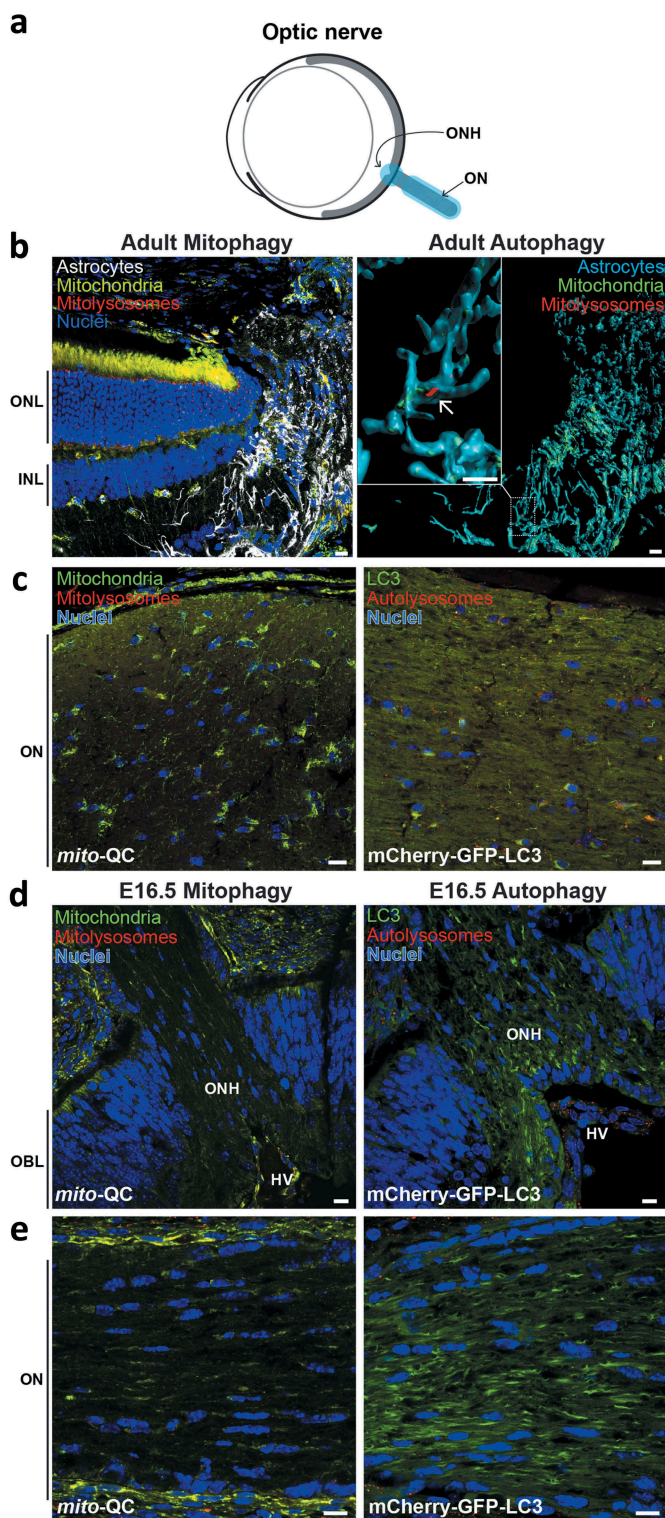 a
Optic nerve
ONH
ON
b
Adult Mitophagy
Adult Autophagy
Astrocytes
Mitochondria
Mitolysosomes
Nuclei
Astrocytes
Mitochondria
Mitolysosomes
ONL
INL
c
Mitochondria
Mitolysosomes
Nuclei
LC3
Autolysosomes
Nuclei
ON
mito-QC
mCherry-GFP-LC3
d
E16.5 Mitophagy
E16.5 Autophagy
Mitochondria
Mitolysosomes
Nuclei
LC3
Autolysosomes
Nuclei
ONH
ONH
OBL
HV
HV
mito-QC
mCherry-GFP-LC3
e
ON
mito-QC
mCherry-GFP-LC3